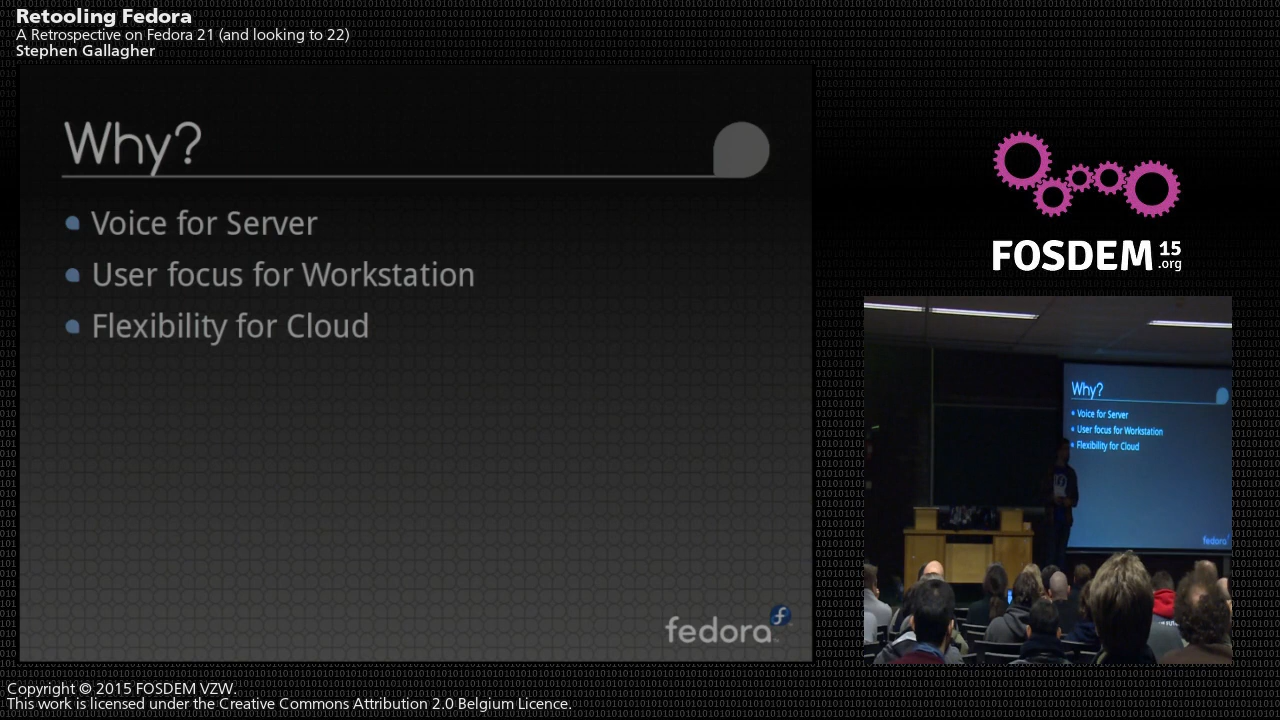 Retooling Fedora
A Retrospective on Fedora 21 (and looking to 22)
Stephen Gallagher
Why?
Voice for Server
User focus for Workstation
Flexibility for Cloud
fedora
FOSDEM 15
.org
Why?
Voice for Server
User focus for Workstation
Flexibility for Cloud
fedora
Copyright © 2015 FOSDEM VZW.
This work is licensed under the Creative Commons Attribution 2.0 Belgium Licence.